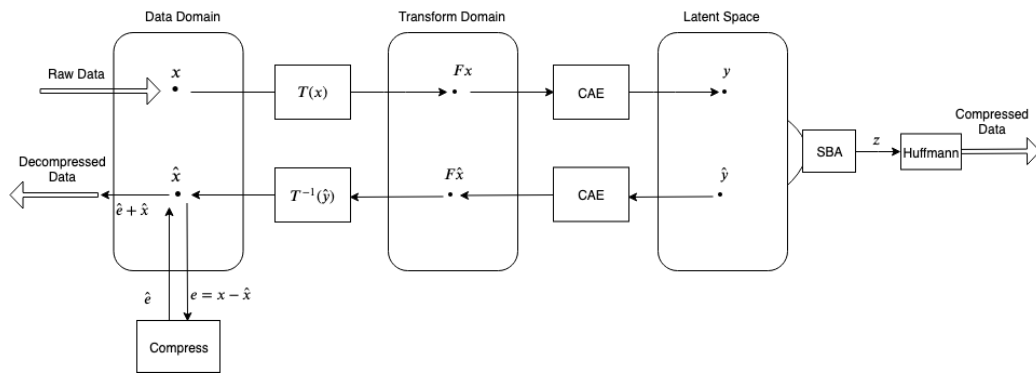 Data Domain
Transform Domain
Latent Space
Raw Data
x
T(x)
Fx
CAE
y
Compressed
Data
SBA
z
Huffmann
Decompressed
Data
x̂
ê + x̂
T⁻¹(ŷ)
Fx̂
CAE
ŷ
ê
e = x − x̂
Compress